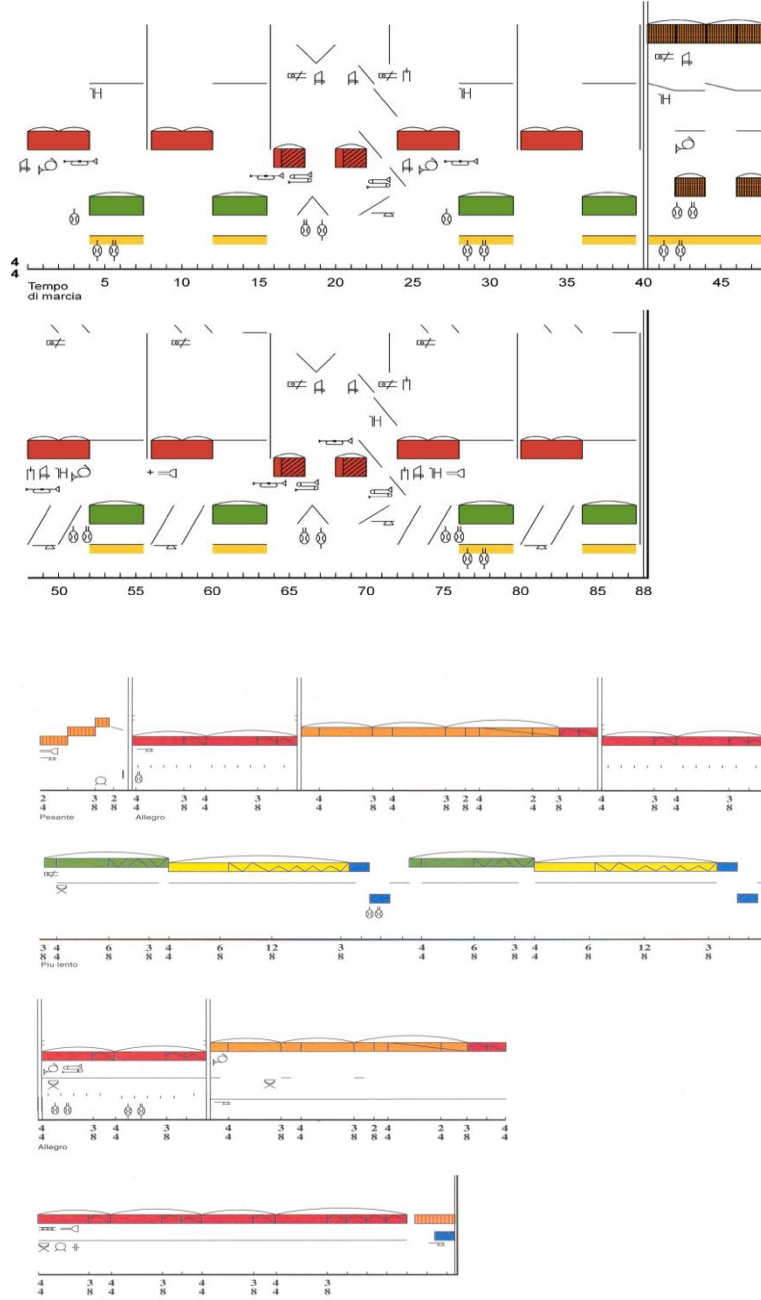 4
4
5 10 15 20 25 30 35 40 45
Tempo
di marcia
50 55 60 65 70 75 80 85 88
2 3 2 4 3 4 3 4 3 4 3 2 4 2 3 4 3 4 3
4 8 8 4 8 4 8 4 8 4 8 8 4 4 8 4 8 4 8
Pesante Allegro
3 4 6 3 4 6 12 3 4 6 3 4 6 12 3
8 4 8 8 4 8 8 8 4 8 8 4 8 8 8
Piu lento
4 3 4 3 4 3 4 3 2 4 2 3 4
4 8 4 8 4 8 4 8 8 4 4 8 4
Allegro
4 3 4 3 4 3 4 3
4 8 4 8 4 8 4 8